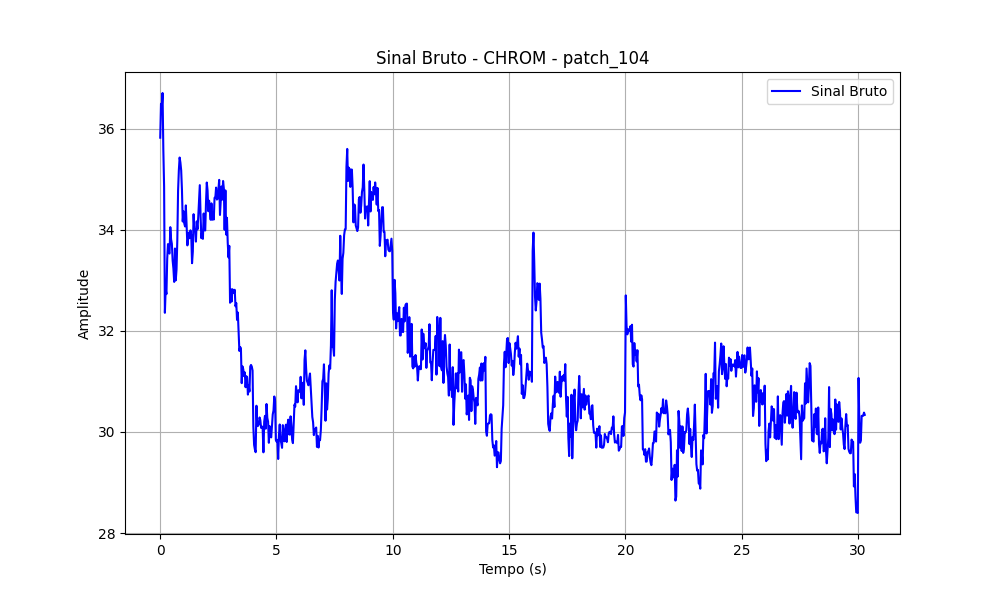 Sinal Bruto - CHROM - patch_104
Sinal Bruto
Amplitude
36
34
32
30
28
0 5 10 15 20 25 30
Tempo (s)